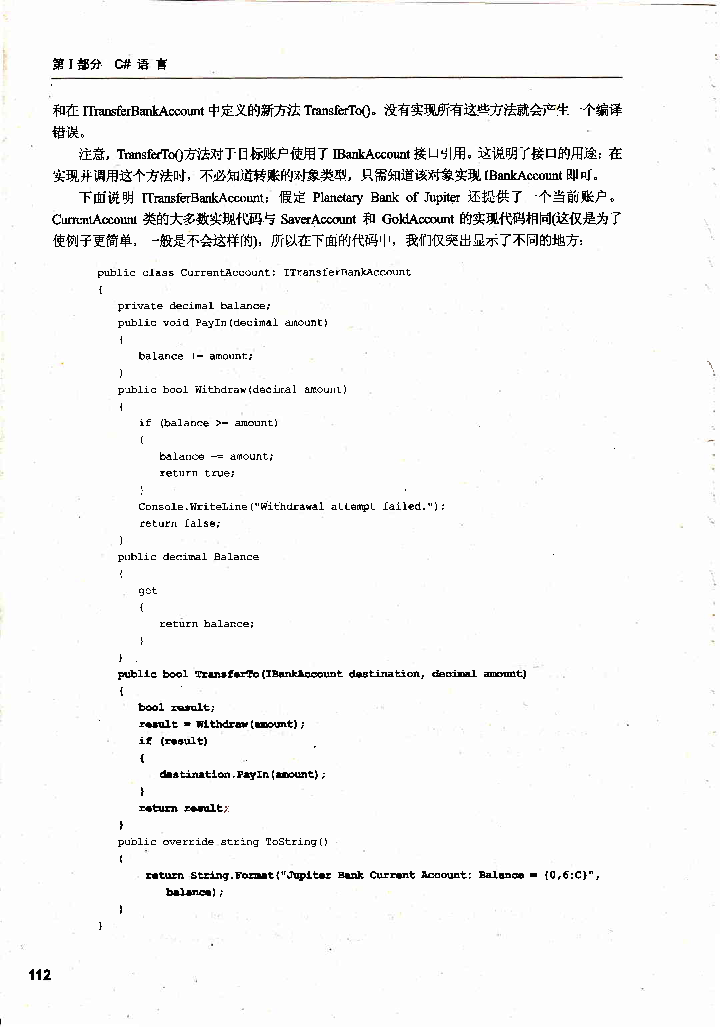 第Ⅰ部分 C# 语 言
和在 ITransferBankAccount 中定义的新方法 TransferTo()。没有实现所有这些方法就会产生一个编译
错误。
注意，TransferTo()方法对于目标账户使用了 IBankAccount 接口引用。这说明了接口的用途：在
实现并调用这个方法时，不必知道转账的对象类型，只需知道该对象实现 IBankAccount 即可。
下面说明 ITransferBankAccount：假定 Planetary Bank of Jupiter 还提供了一个当前账户。
CurrentAccount 类的大多数实现代码与 SaverAccount 和 GoldAccount 的实现代码相同(这仅是为了
使例子更简单，一般是不会这样的)，所以在下面的代码中，我们仅突出显示了不同的地方：
public class CurrentAccount: ITransferBankAccount
{
private decimal balance;
public void PayIn(decimal amount)
{
balance += amount;
}
public bool Withdraw(decimal amount)
{
if (balance >= amount)
{
balance -= amount;
return true;
}
Console.WriteLine("Withdrawal attempt failed.");
return false;
}
public decimal Balance
{
get
{
return balance;
}
}
public bool TransferTo(IBankAccount destination, decimal amount)
{
bool result;
result = Withdraw(amount);
if (result)
{
destination.PayIn(amount);
}
return result;
}
public override string ToString()
{
return String.Format("Jupiter Bank Current Account: Balance = {0,6:C}",
balance);
}
}
112